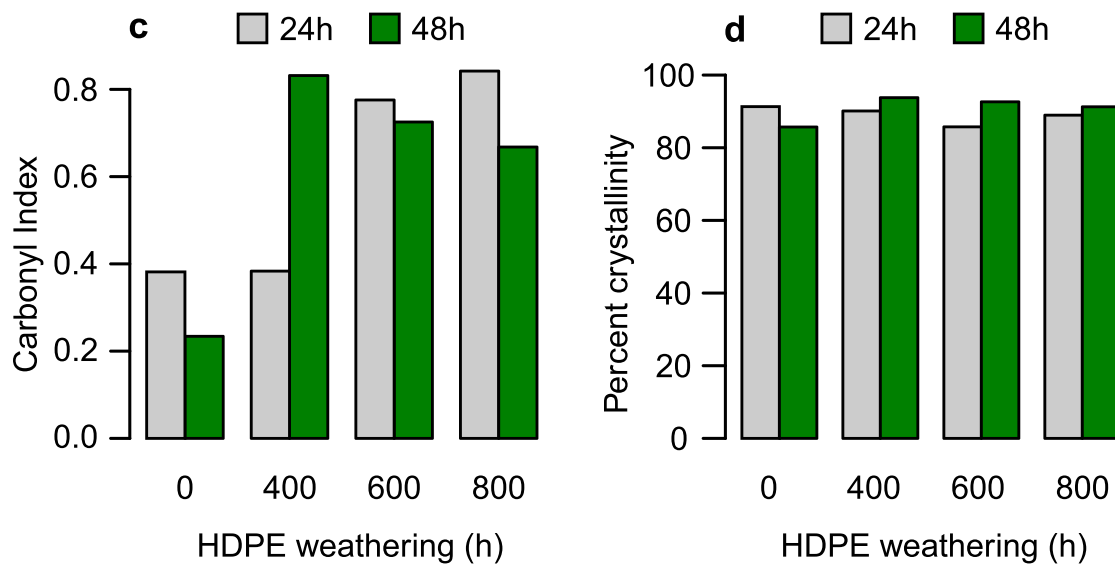 c
24h
48h
Carbonyl Index
0.8
0.6
0.4
0.2
0.0
0
400
600
800
HDPE weathering (h)
d
24h
48h
Percent crystallinity
100
80
60
40
20
0
0
400
600
800
HDPE weathering (h)